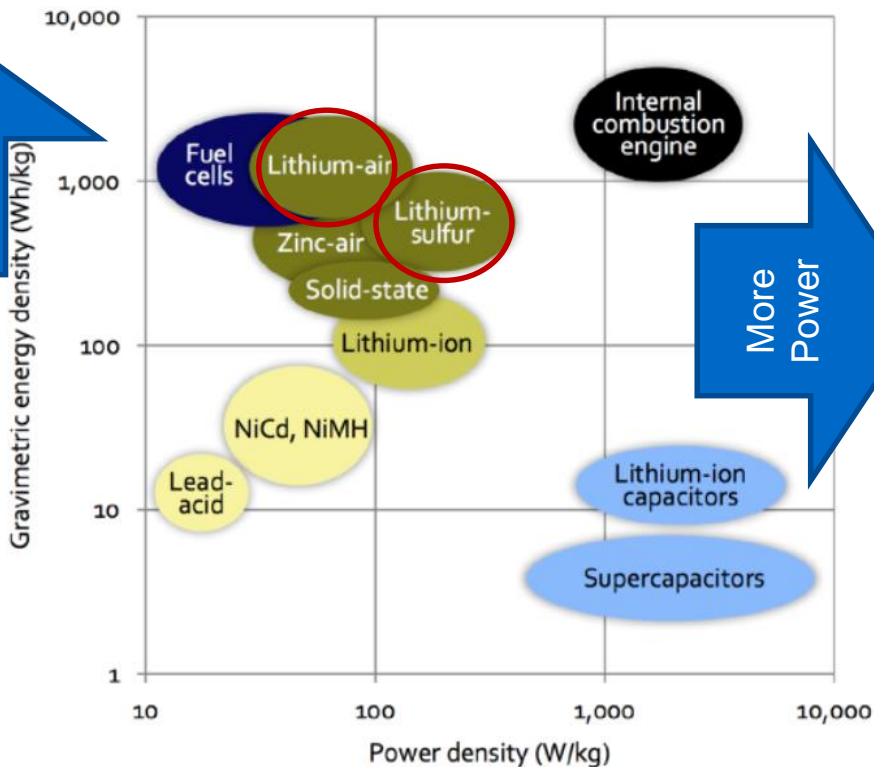 10,000
1,000
100
10
1
Gravimetric energy density (Wh/kg)
Internal
combustion
engine
Fuel
cells
Lithium-air
Lithium-
sulfur
Zinc-air
Solid-state
Lithium-ion
NiCd, NiMH
Lead-
acid
Lithium-ion
capacitors
Supercapacitors
More
Power
10
100
1,000
10,000
Power density (W/kg)